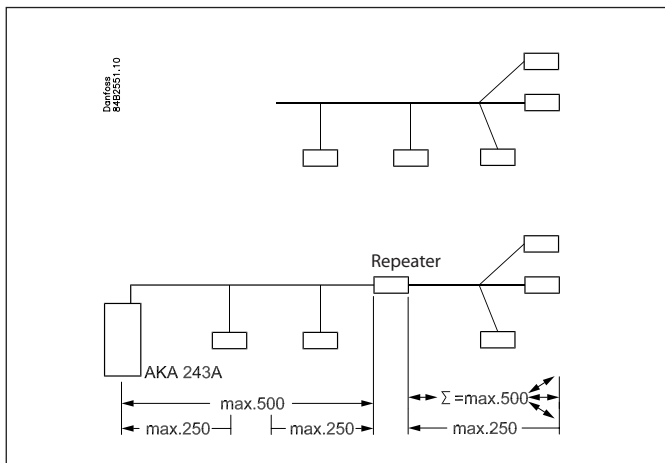 Danfoss
84B2551.10
Repeater
AKA 243A
max.500
Σ =max.500
max.250
max.250
max.250